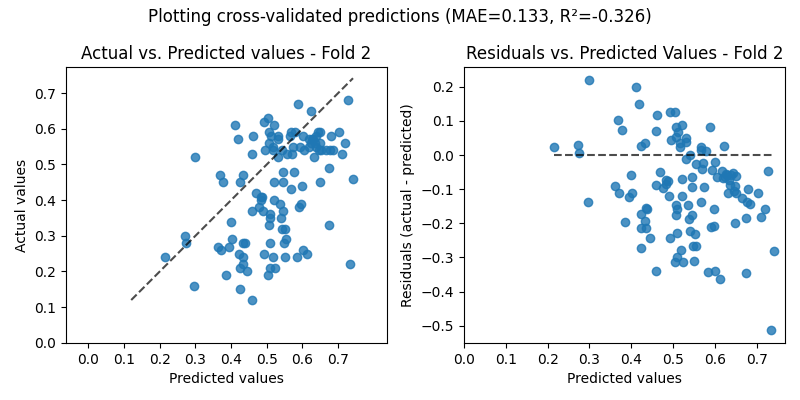 Plotting cross-validated predictions (MAE=0.133, R²=-0.326)
Actual vs. Predicted values - Fold 2
Actual values
0.7
0.6
0.5
0.4
0.3
0.2
0.1
0.0
0.0 0.1 0.2 0.3 0.4 0.5 0.6 0.7
Predicted values
Residuals vs. Predicted Values - Fold 2
Residuals (actual - predicted)
0.2
0.1
0.0
−0.1
−0.2
−0.3
−0.4
−0.5
0.0 0.1 0.2 0.3 0.4 0.5 0.6 0.7
Predicted values